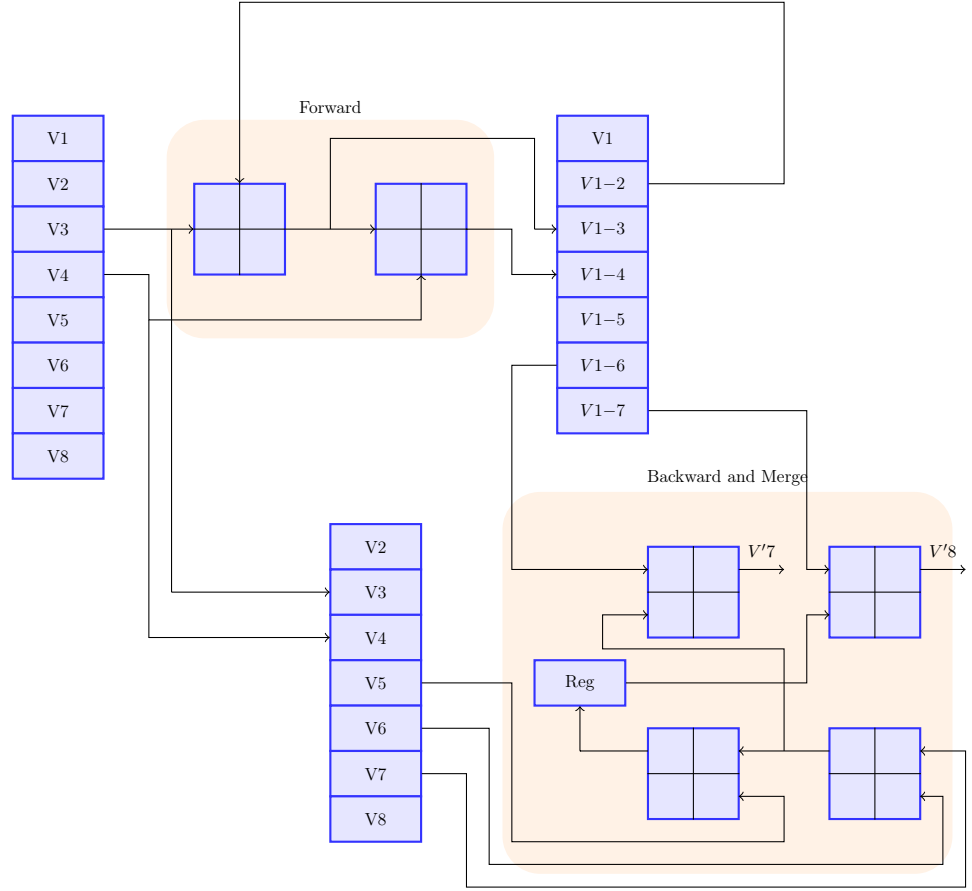 Forward
V1
V2
V3
V4
V5
V6
V7
V8
V1
V1−2
V1−3
V1−4
V1−5
V1−6
V1−7
Backward and Merge
V2
V3
V4
V5
V6
V7
V8
V′7
V′8
Reg